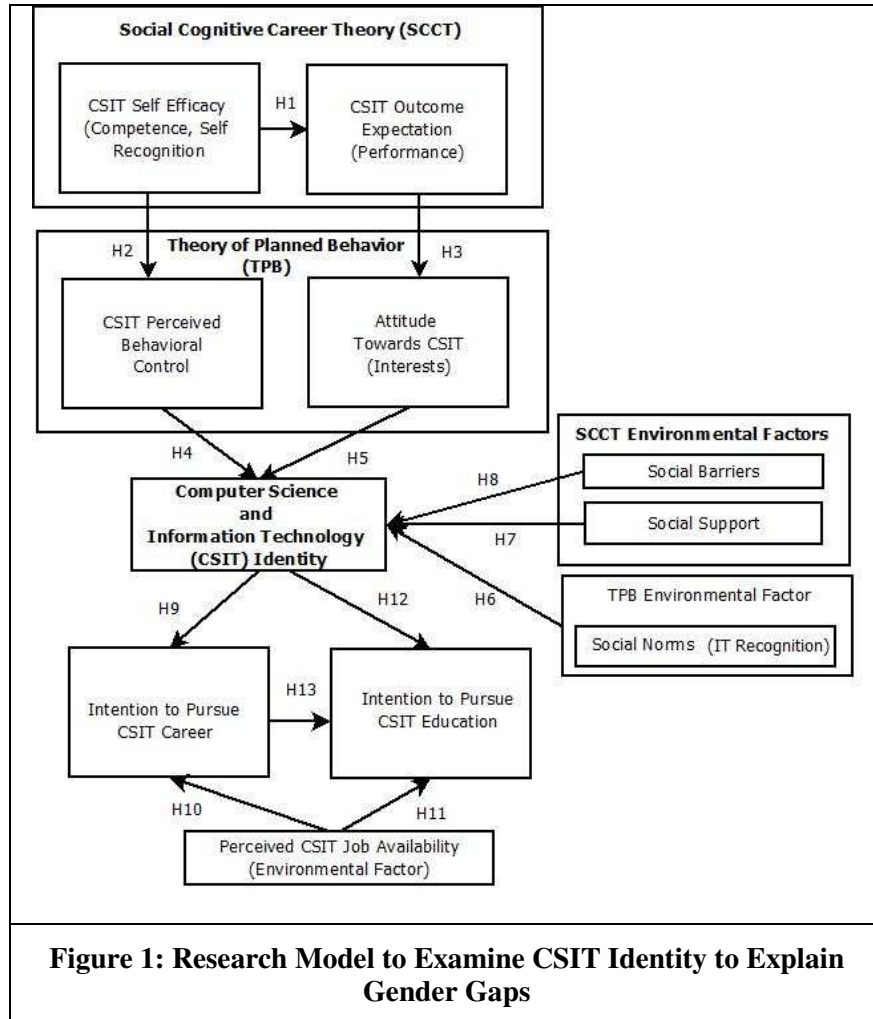 Social Cognitive Career Theory (SCCT)
CSIT Self Efficacy
(Competence, Self
Recognition
H1
CSIT Outcome
Expectation
(Performance)
H2
H3
Theory of Planned Behavior
(TPB)
CSIT Perceived
Behavioral
Control
Attitude
Towards CSIT
(Interests)
H4
H5
SCCT Environmental Factors
Social Barriers
Social Support
H8
H7
H6
Computer Science
and
Information Technology
(CSIT) Identity
TPB Environmental Factor
Social Norms (IT Recognition)
H9
H12
Intention to Pursue
CSIT Career
H13
Intention to Pursue
CSIT Education
H10
H11
Perceived CSIT Job Availability
(Environmental Factor)
Figure 1: Research Model to Examine CSIT Identity to Explain
Gender Gaps